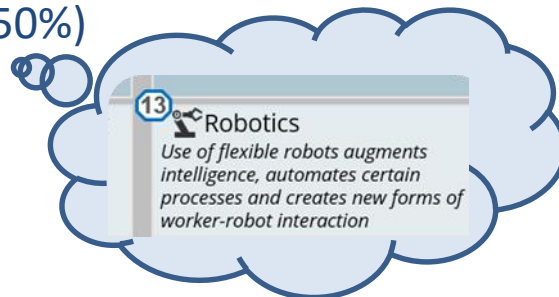 50%)
13
Robotics
Use of flexible robots augments
intelligence, automates certain
processes and creates new forms of
worker-robot interaction